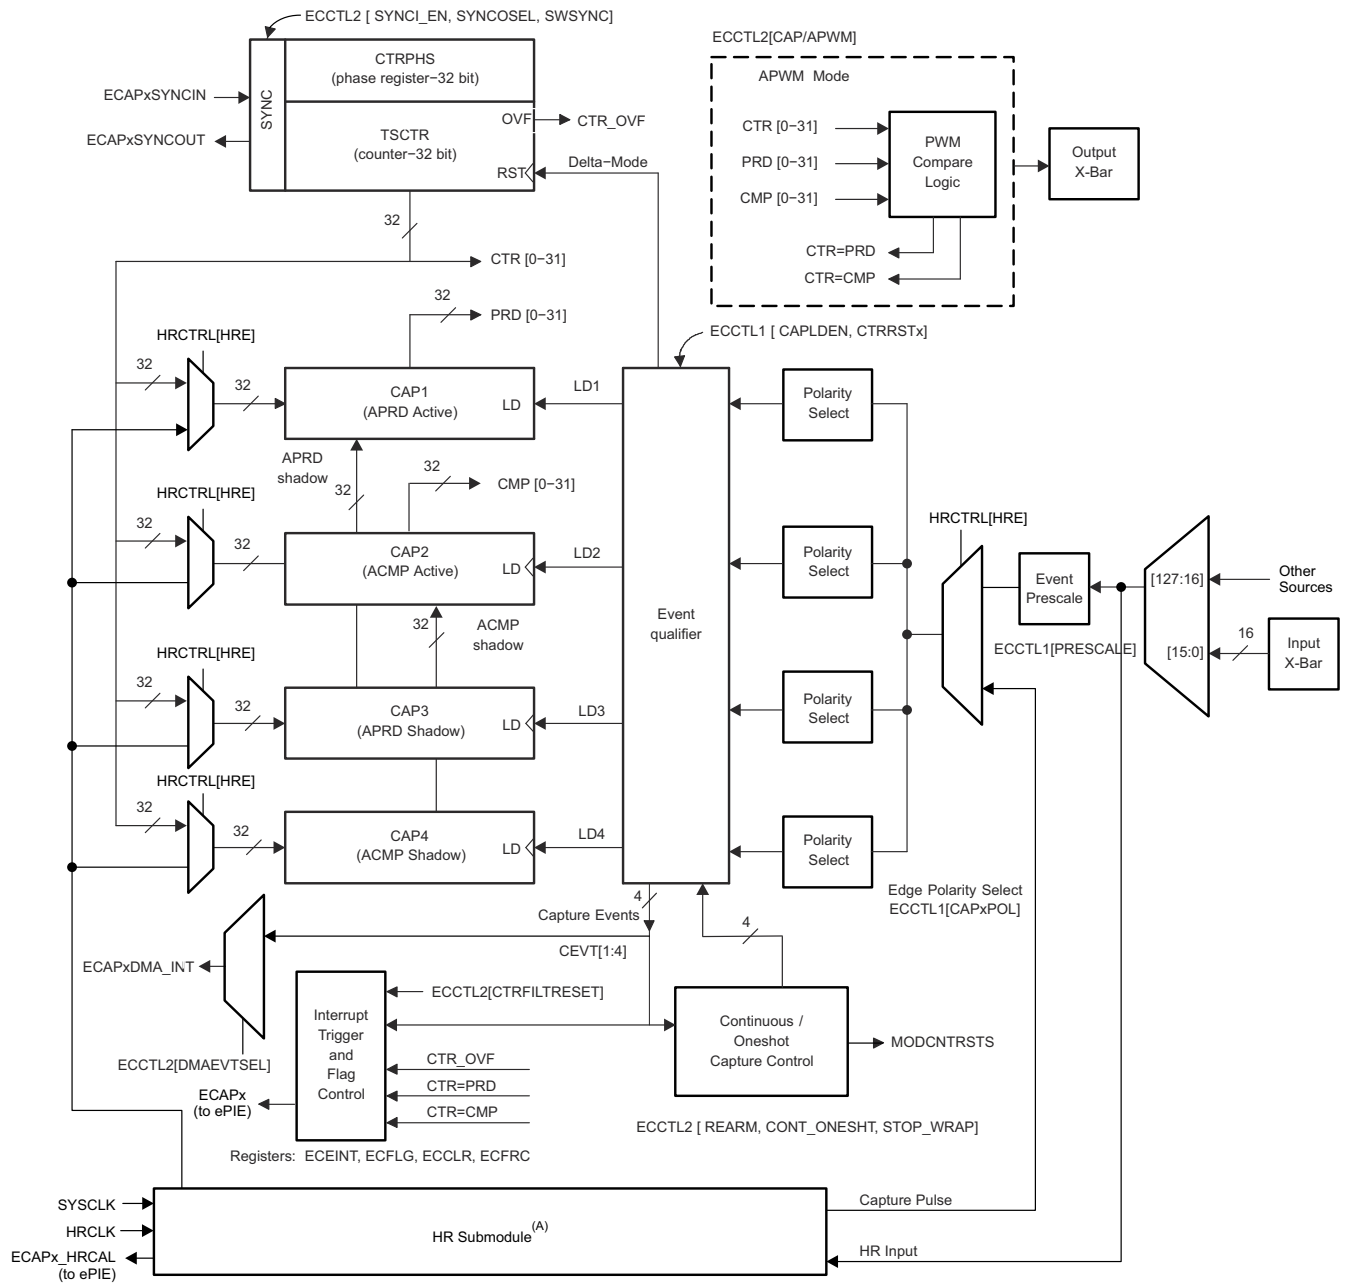 ECCTL2 [ SYNCI_EN, SYNCOSEL, SWSYNC]
SYNC
CTRPHS
(phase register−32 bit)
TSCTR
(counter−32 bit)
OVF
RST
ECAPxSYNCIN
ECAPxSYNCOUT
CTR_OVF
Delta−Mode
ECCTL2[CAP/APWM]
APWM Mode
CTR [0−31]
PRD [0−31]
CMP [0−31]
PWM
Compare
Logic
CTR=PRD
CTR=CMP
Output
X-Bar
32
CTR [0−31]
32
PRD [0−31]
ECCTL1 [ CAPLDEN, CTRRSTx]
HRCTRL[HRE]
32
32
CAP1
(APRD Active)
LD
LD1
Polarity
Select
APRD
shadow
32
32
CMP [0−31]
HRCTRL[HRE]
32
32
CAP2
(ACMP Active)
LD
LD2
Polarity
Select
32
ACMP
shadow
Event
qualifier
HRCTRL[HRE]
Event
Prescale
ECCTL1[PRESCALE]
[127:16]
[15:0]
Other
Sources
16
Input
X-Bar
HRCTRL[HRE]
32
32
CAP3
(APRD Shadow)
LD
LD3
Polarity
Select
HRCTRL[HRE]
32
32
CAP4
(ACMP Shadow)
LD
LD4
Polarity
Select
Edge Polarity Select
ECCTL1[CAPxPOL]
4
Capture Events
CEVT[1:4]
4
ECAPxDMA_INT
ECCTL2[DMAEVTSEL]
Interrupt
Trigger
and
Flag
Control
ECCTL2[CTRFILTRESET]
CTR_OVF
CTR=PRD
CTR=CMP
ECAPx
(to ePIE)
Continuous /
Oneshot
Capture Control
MODCNTRSTS
ECCTL2 [ REARM, CONT_ONESHT, STOP_WRAP]
Registers: ECEINT, ECFLG, ECCLR, ECFRC
SYSCLK
HRCLK
ECAPx_HRCAL
(to ePIE)
HR Submodule(A)
Capture Pulse
HR Input